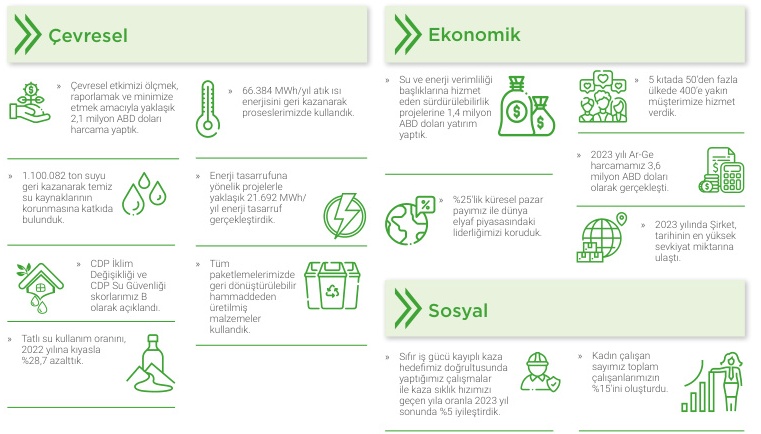 Çevresel
» Çevresel etkimizi ölçmek,
raporlamak ve minimize
etmek amacıyla yaklaşık
2,1 milyon ABD doları
harcama yaptık.
» 66.384 MWh/yıl atık ısı
enerjisini geri kazanarak
proseslerimizde kullandık.
» 1.100.082 ton suyu
geri kazanarak temiz
su kaynaklarının
korunmasına katkıda
bulunduk.
» Enerji tasarrufuna
yönelik projelerle
yaklaşık 21.692 MWh/
yıl enerji tasarruf
gerçekleştirdik.
» CDP İklim
Değişikliği ve
CDP Su Güvenliği
skorlarımız B
olarak açıklandı.
» Tüm
paketlemelerimizde
geri dönüştürülebilir
hammaddeden
üretilmiş
malzemeler
kullandık.
» Tatlı su kullanım oranını,
2022 yılına kıyasla
%28,7 azalttık.
Ekonomik
» Su ve enerji verimliliği
başlıklarına hizmet
eden sürdürülebilirlik
projelerine 1,4 milyon
ABD doları yatırım
yaptık.
» 5 kıtada 50'den fazla
ülkede 400'e yakın
müşterimize hizmet
verdik.
» 2023 yılı Ar-Ge
harcamamız 3,6
milyon ABD doları
olarak gerçekleşti.
» %25'lik küresel pazar
payımız ile dünya
elyaf piyasasındaki
liderliğimizi koruduk.
» 2023 yılında Şirket,
tarihinin en yüksek
sevkiyat miktarına
ulaştı.
Sosyal
» Sıfır iş gücü kayıplı kaza
hedefimiz doğrultusunda
yaptığımız çalışmalar
ile kaza sıklık hızımızı
geçen yıla oranla 2023 yıl
sonunda %5 iyileştirdik.
» Kadın çalışan
sayımız toplam
çalışanlarımızın
%15'ini oluşturdu.